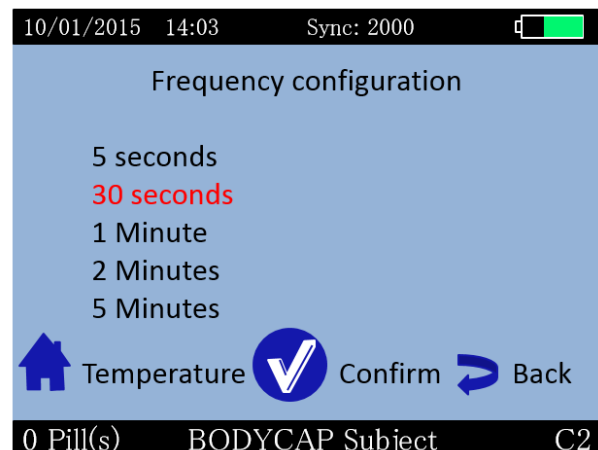 10/01/2015 14:03 Sync: 2000
Frequency configuration
5 seconds
30 seconds
1 Minute
2 Minutes
5 Minutes
Temperature Confirm Back
0 Pill(s) BODYCAP Subject C2